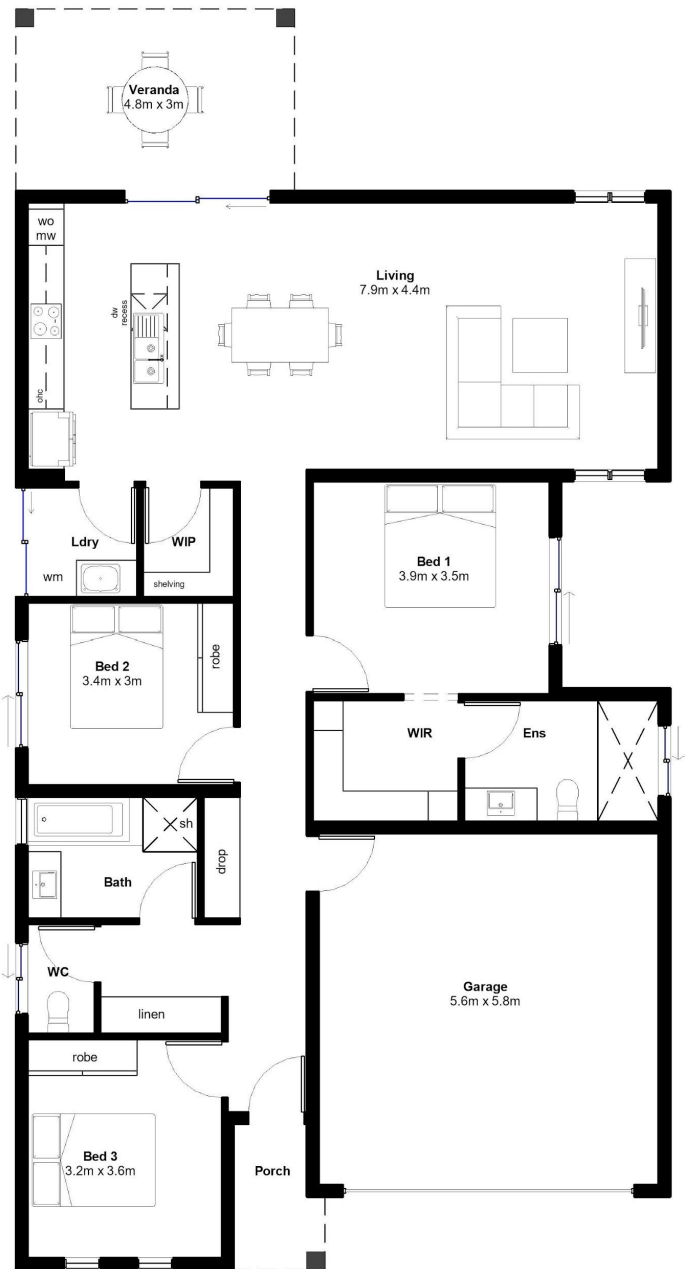 Veranda
4.8m x 3m
wo
mw
Living
7.9m x 4.4m
dw
recess
ohc
Ldry
WIP
wm
shelving
Bed 1
3.9m x 3.5m
Bed 2
3.4m x 3m
robe
WIR
Ens
sh
drop
Bath
WC
linen
Garage
5.6m x 5.8m
robe
Bed 3
3.2m x 3.6m
Porch